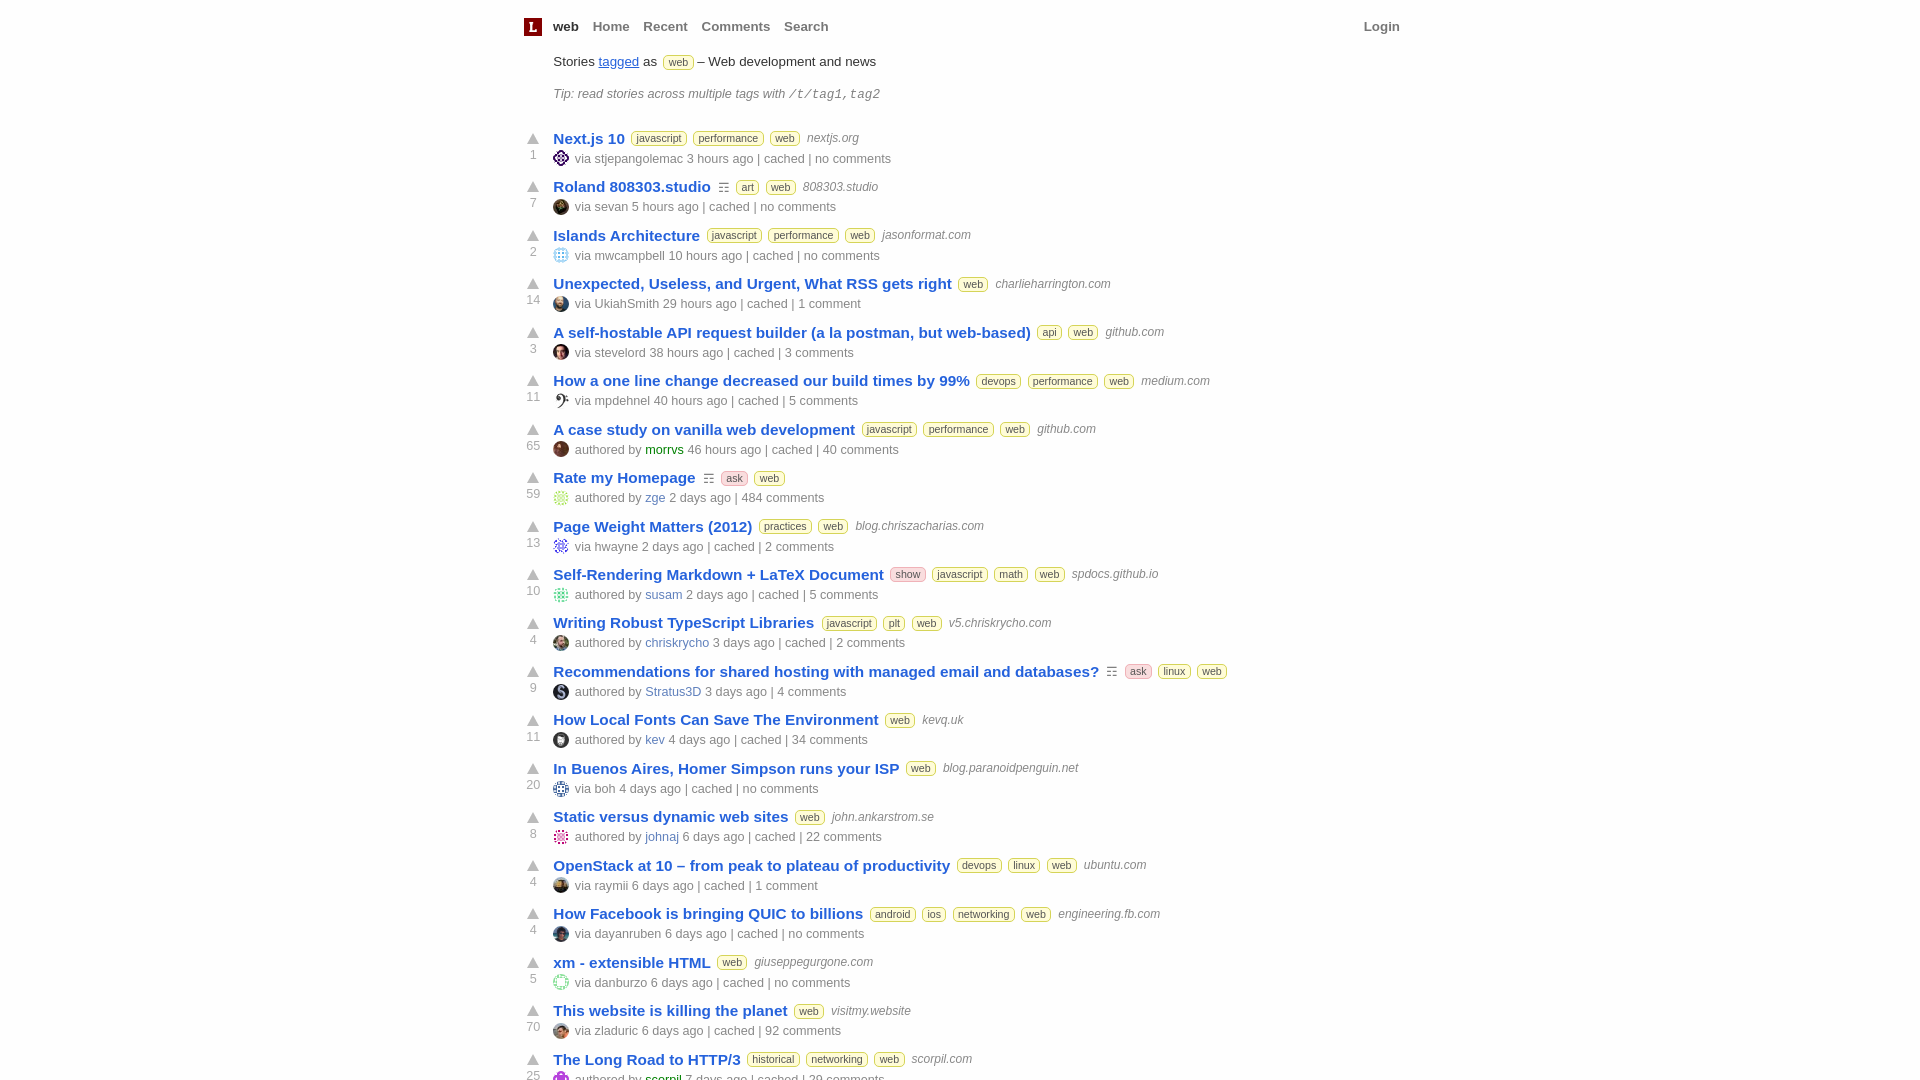 L web Home Recent Comments Search Login
Stories tagged as web – Web development and news
Tip: read stories across multiple tags with /t/tag1,tag2
Next.js 10 javascript performance web nextjs.org
1 via stjepangolemac 3 hours ago | cached | no comments
Roland 808303.studio ☶ art web 808303.studio
7 via sevan 5 hours ago | cached | no comments
Islands Architecture javascript performance web jasonformat.com
2 via mwcampbell 10 hours ago | cached | no comments
Unexpected, Useless, and Urgent, What RSS gets right web charlieharrington.com
14 via UkiahSmith 29 hours ago | cached | 1 comment
A self-hostable API request builder (a la postman, but web-based) api web github.com
3 via stevelord 38 hours ago | cached | 3 comments
How a one line change decreased our build times by 99% devops performance web medium.com
11 via mpdehnel 40 hours ago | cached | 5 comments
A case study on vanilla web development javascript performance web github.com
65 authored by morrvs 46 hours ago | cached | 40 comments
Rate my Homepage ☶ ask web
59 authored by zge 2 days ago | 484 comments
Page Weight Matters (2012) practices web blog.chriszacharias.com
13 via hwayne 2 days ago | cached | 2 comments
Self-Rendering Markdown + LaTeX Document show javascript math web spdocs.github.io
10 authored by susam 2 days ago | cached | 5 comments
Writing Robust TypeScript Libraries javascript plt web v5.chriskrycho.com
4 authored by chriskrycho 3 days ago | cached | 2 comments
Recommendations for shared hosting with managed email and databases? ☶ ask linux web
9 authored by Stratus3D 3 days ago | 4 comments
How Local Fonts Can Save The Environment web kevq.uk
11 authored by kev 4 days ago | cached | 34 comments
In Buenos Aires, Homer Simpson runs your ISP web blog.paranoidpenguin.net
20 via boh 4 days ago | cached | no comments
Static versus dynamic web sites web john.ankarstrom.se
8 authored by johnaj 6 days ago | cached | 22 comments
OpenStack at 10 – from peak to plateau of productivity devops linux web ubuntu.com
4 via raymii 6 days ago | cached | 1 comment
How Facebook is bringing QUIC to billions android ios networking web engineering.fb.com
4 via dayanruben 6 days ago | cached | no comments
xm - extensible HTML web giuseppegurgone.com
5 via danburzo 6 days ago | cached | no comments
This website is killing the planet web visitmy.website
70 via zladuric 6 days ago | cached | 92 comments
The Long Road to HTTP/3 historical networking web scorpil.com
25 authored by scorpil 7 days ago | cached | 29 comments